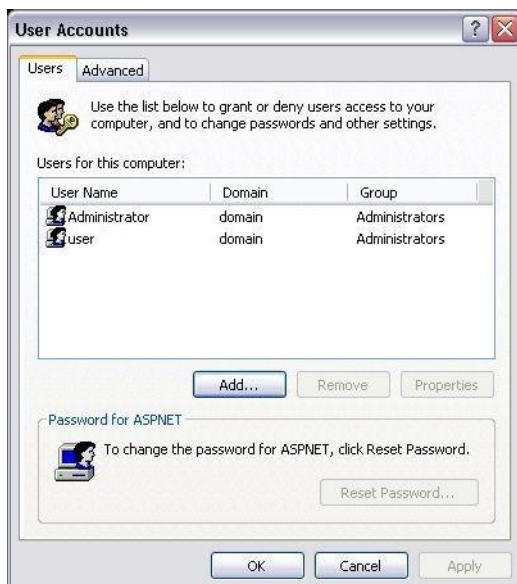 User Accounts
Users
Advanced
Use the list below to grant or deny users access to your
computer, and to change passwords and other settings.
Users for this computer:
User Name Domain Group
Administrator domain Administrators
user domain Administrators
Add... Remove Properties
Password for ASPNET
To change the password for ASPNET, click Reset Password.
Reset Password...
OK Cancel Apply